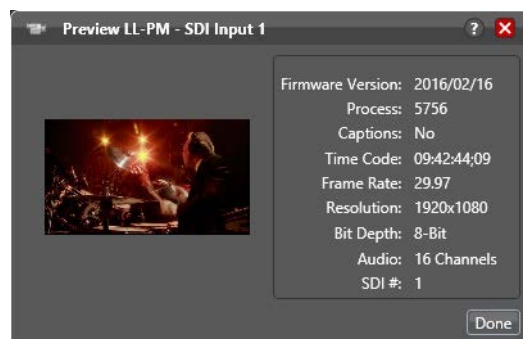 Preview LL-PM - SDI Input 1
?
Firmware Version: 2016/02/16
Process: 5756
Captions: No
Time Code: 09:42:44;09
Frame Rate: 29.97
Resolution: 1920x1080
Bit Depth: 8-Bit
Audio: 16 Channels
SDI #: 1
Done